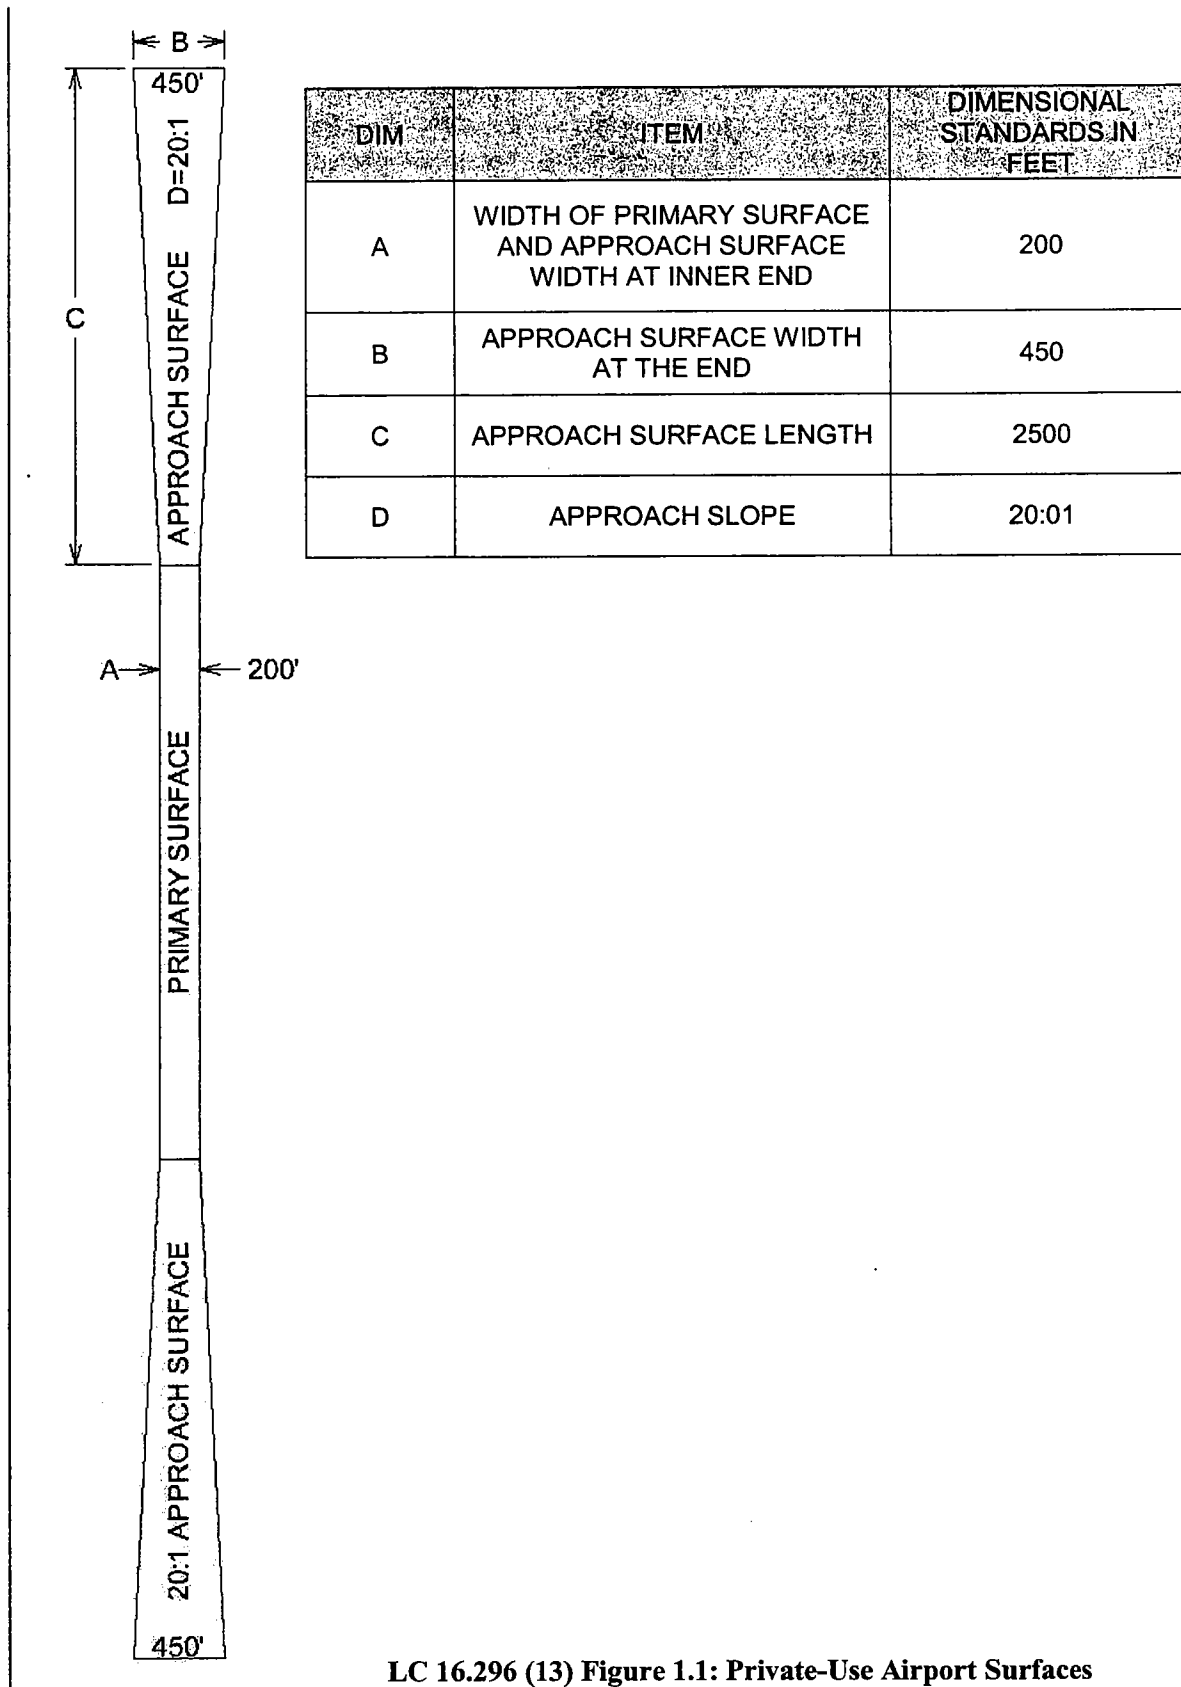 B
450'
D=20:1
APPROACH SURFACE
C
A
200'
PRIMARY SURFACE
20:1 APPROACH SURFACE
450'
DIM
ITEM
DIMENSIONAL
STANDARDS IN
FEET
A
WIDTH OF PRIMARY SURFACE
AND APPROACH SURFACE
WIDTH AT INNER END
200
B
APPROACH SURFACE WIDTH
AT THE END
450
C
APPROACH SURFACE LENGTH
2500
D
APPROACH SLOPE
20:01
LC 16.296 (13) Figure 1.1: Private-Use Airport Surfaces